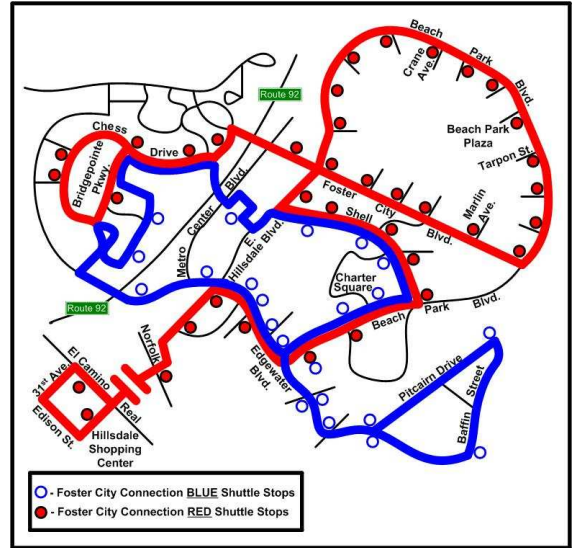 Beach
Park
Blvd.
Crane
Ave.
Route 92
Beach Park
Plaza
Chess
Drive
Tarpon St.
Bridgepointe
Pkwy.
Foster
City
Blvd.
Marlin
Ave.
Shell
Metro
Center
Blvd.
E.
Hillsdale Blvd.
Charter
Square
Route 92
Beach
Park
Blvd.
Norfolk
Edgewater
Blvd.
31st Ave.
El Camino
Real
Edison St.
Pitcairn Drive
Baffin
Street
Hillsdale
Shopping
Center
- Foster City Connection BLUE Shuttle Stops
- Foster City Connection RED Shuttle Stops